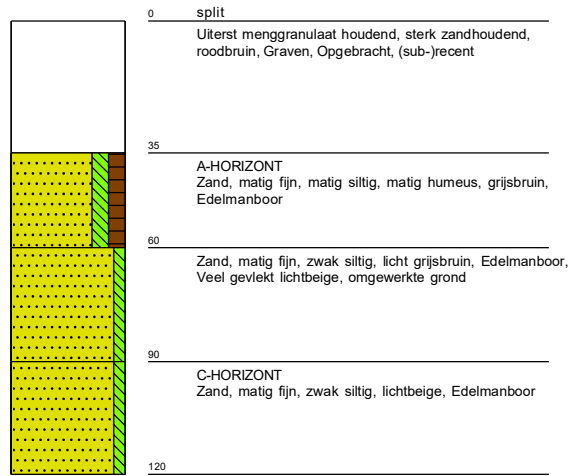 0 split
Uiterst menggranulaat houdend, sterk zandhoudend,
roodbruin, Graven, Opgebracht, (sub-)recent
35
A-HORIZONT
Zand, matig fijn, matig siltig, matig humeus, grijsbruin,
Edelmanboor
60
Zand, matig fijn, zwak siltig, licht grijsbruin, Edelmanboor,
Veel gevlekt lichtbeige, omgewerkte grond
90
C-HORIZONT
Zand, matig fijn, zwak siltig, lichtbeige, Edelmanboor
120